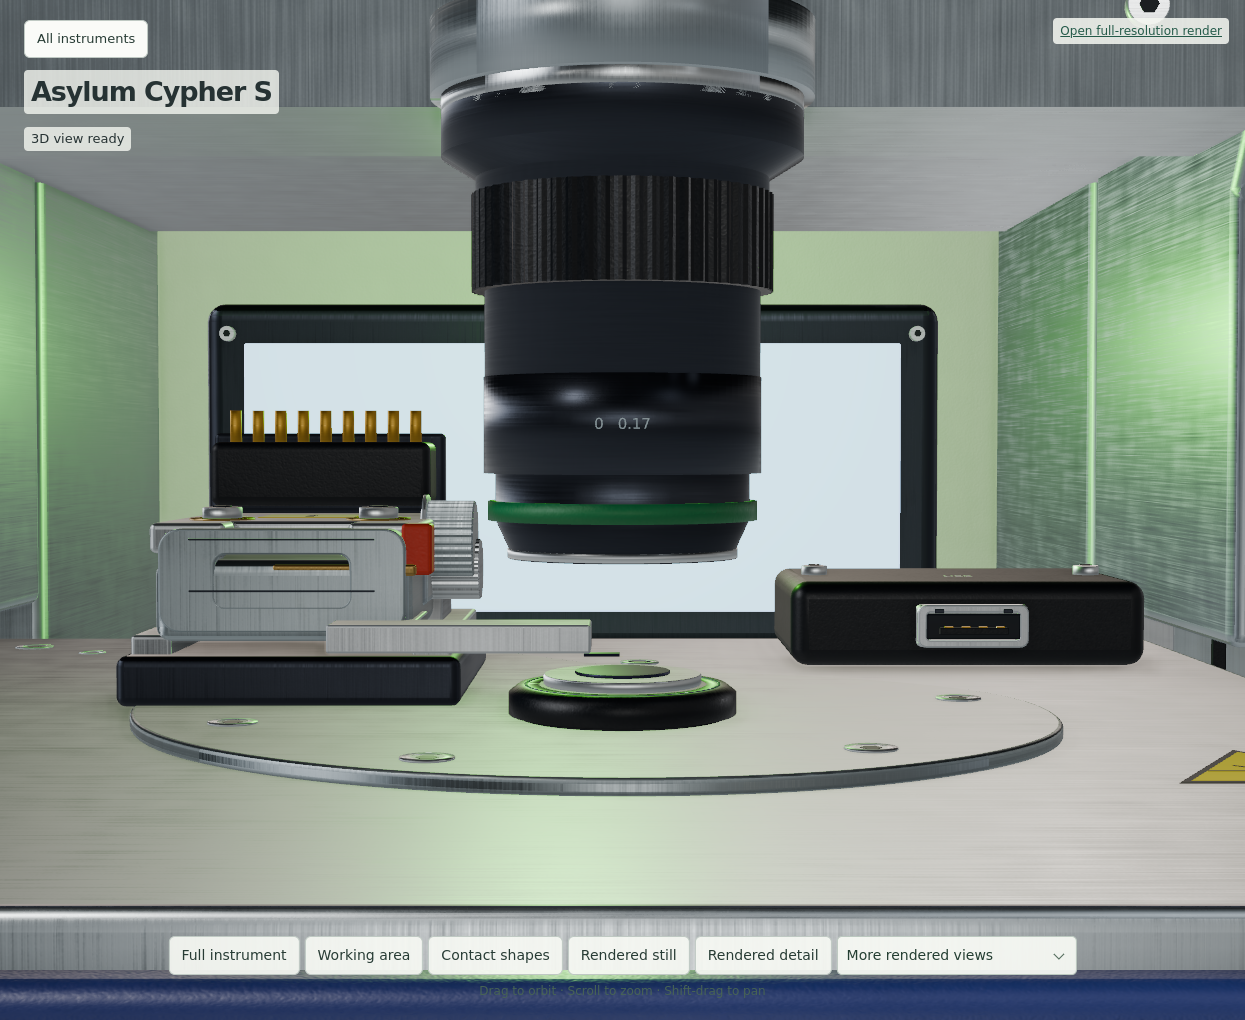 All instruments
Open full-resolution render
Asylum Cypher S
3D view ready
0 0.17
Full instrument
Working area
Contact shapes
Rendered still
Rendered detail
More rendered views
Drag to orbit · Scroll to zoom · Shift-drag to pan